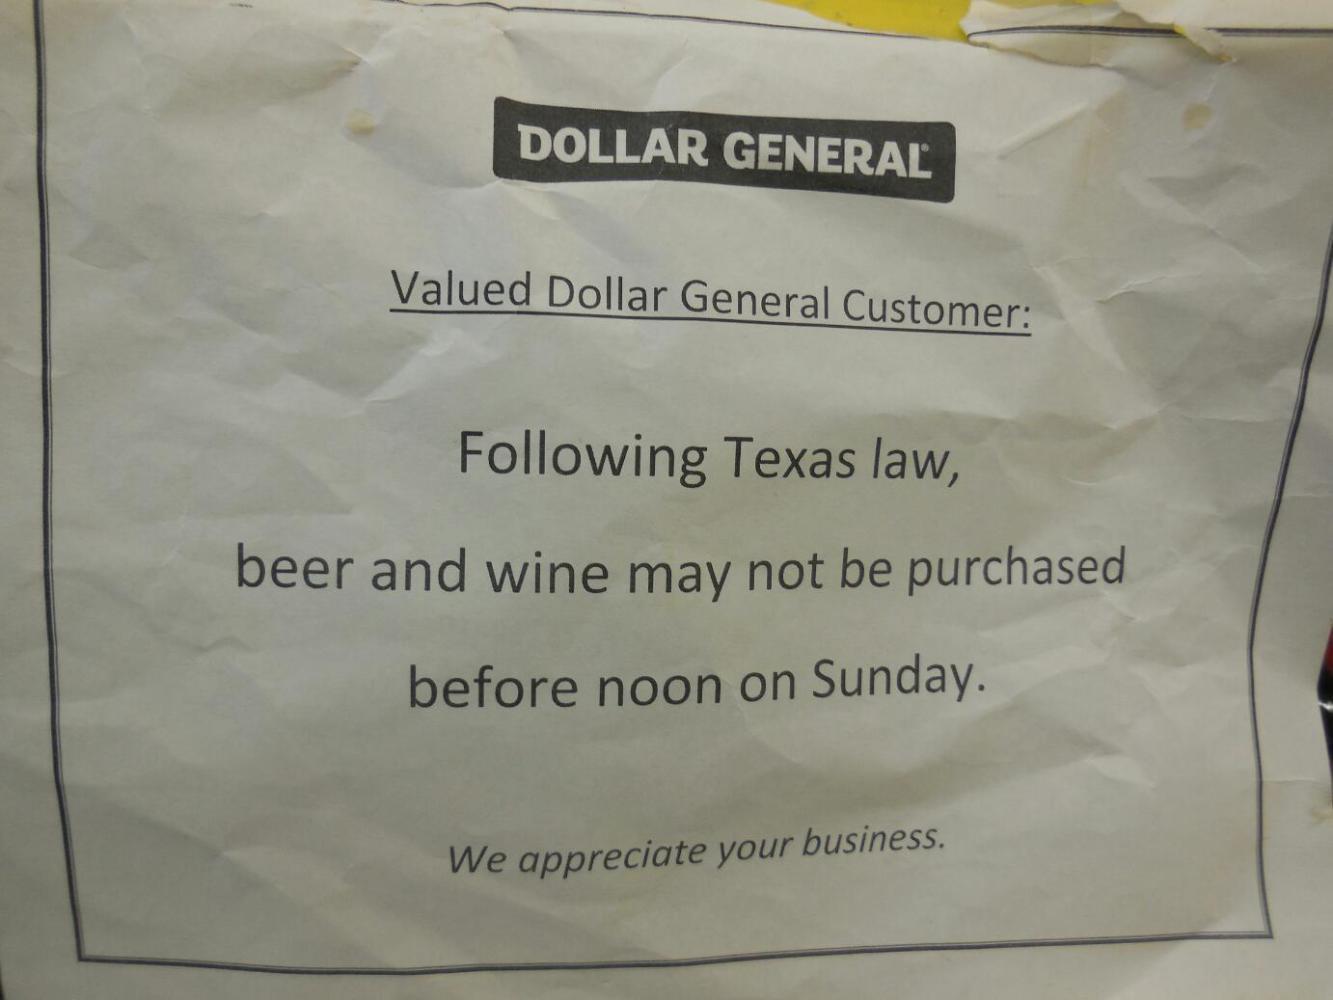 DOLLAR GENERAL®
Valued Dollar General Customer:
Following Texas law,
beer and wine may not be purchased
before noon on Sunday.
We appreciate your business.